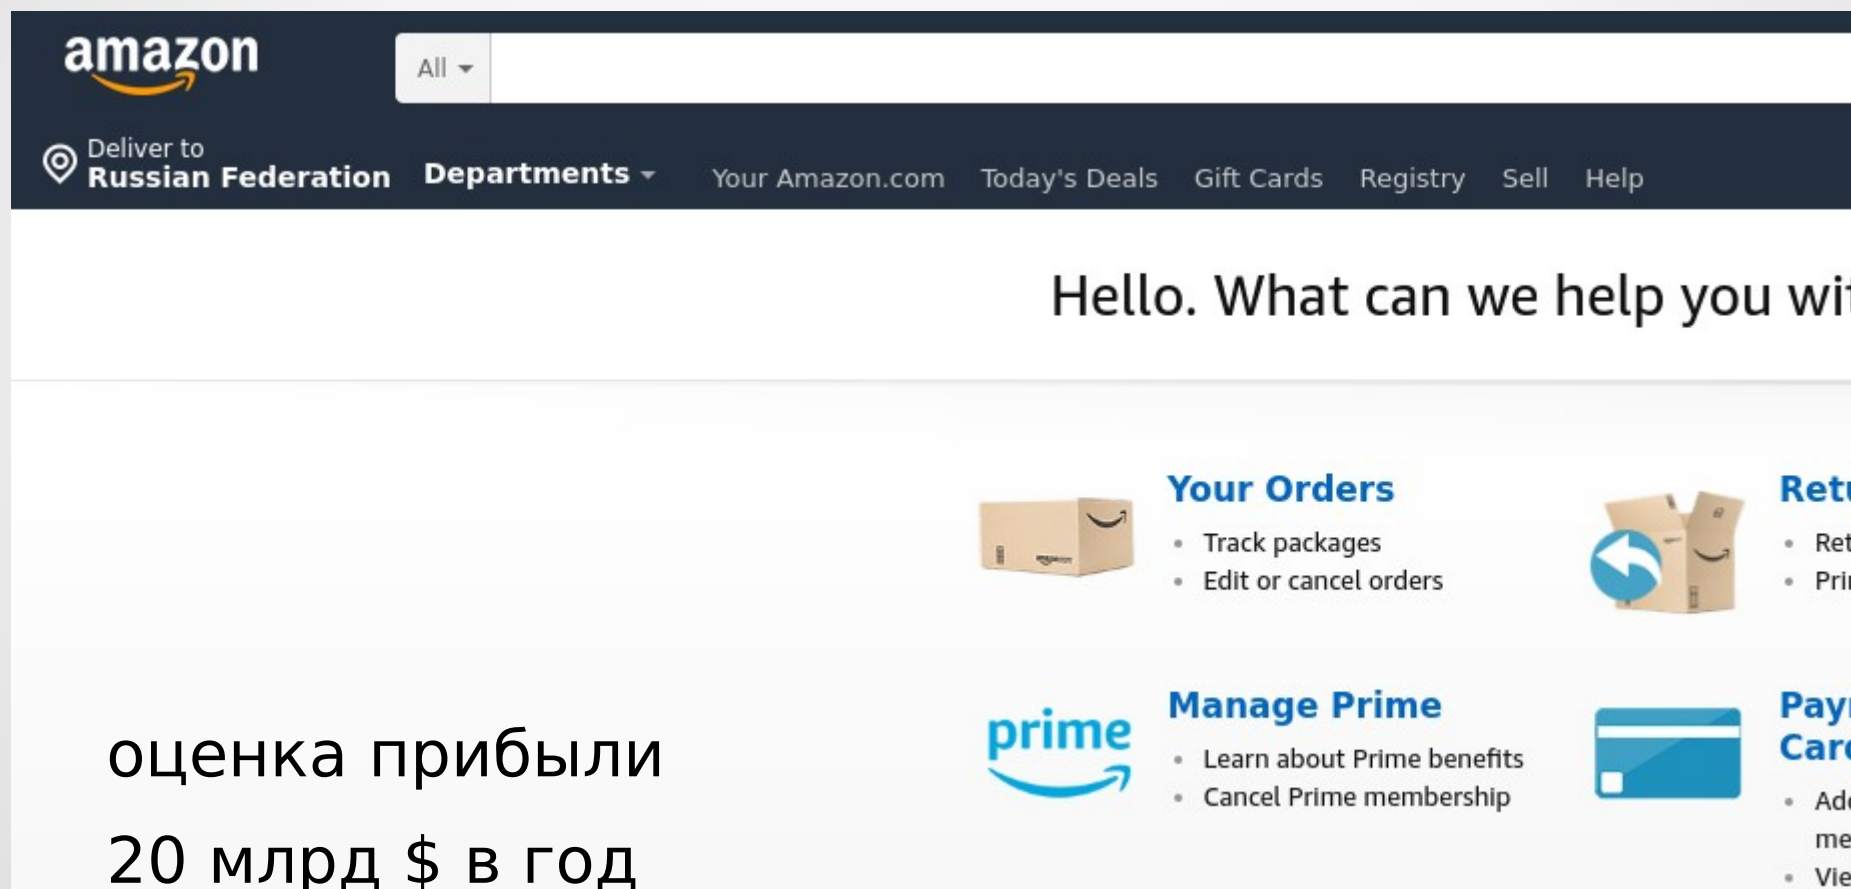 amazon
All
Deliver to
Russian Federation
Departments
Your Amazon.com Today's Deals Gift Cards Registry Sell Help
Hello. What can we help you
Your Orders
Track packages
Edit or cancel orders
prime
Manage Prime
Learn about Prime benefits
Cancel Prime membership
оценка прибыли
20 млрд $ в год